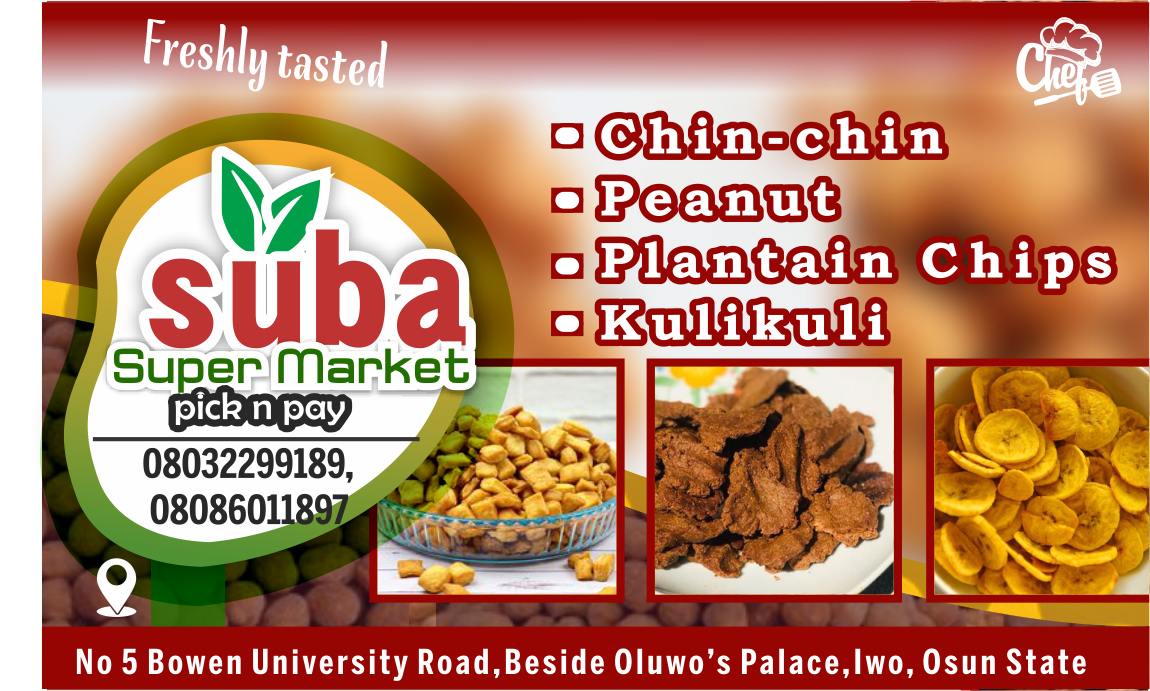 Freshly tasted
Chef
Chin-chin
Peanut
Plantain Chips
Kulikuli
suba
Super Market
pick n pay
08032299189,
08086011897
No 5 Bowen University Road,Beside Oluwo's Palace,Iwo, Osun State